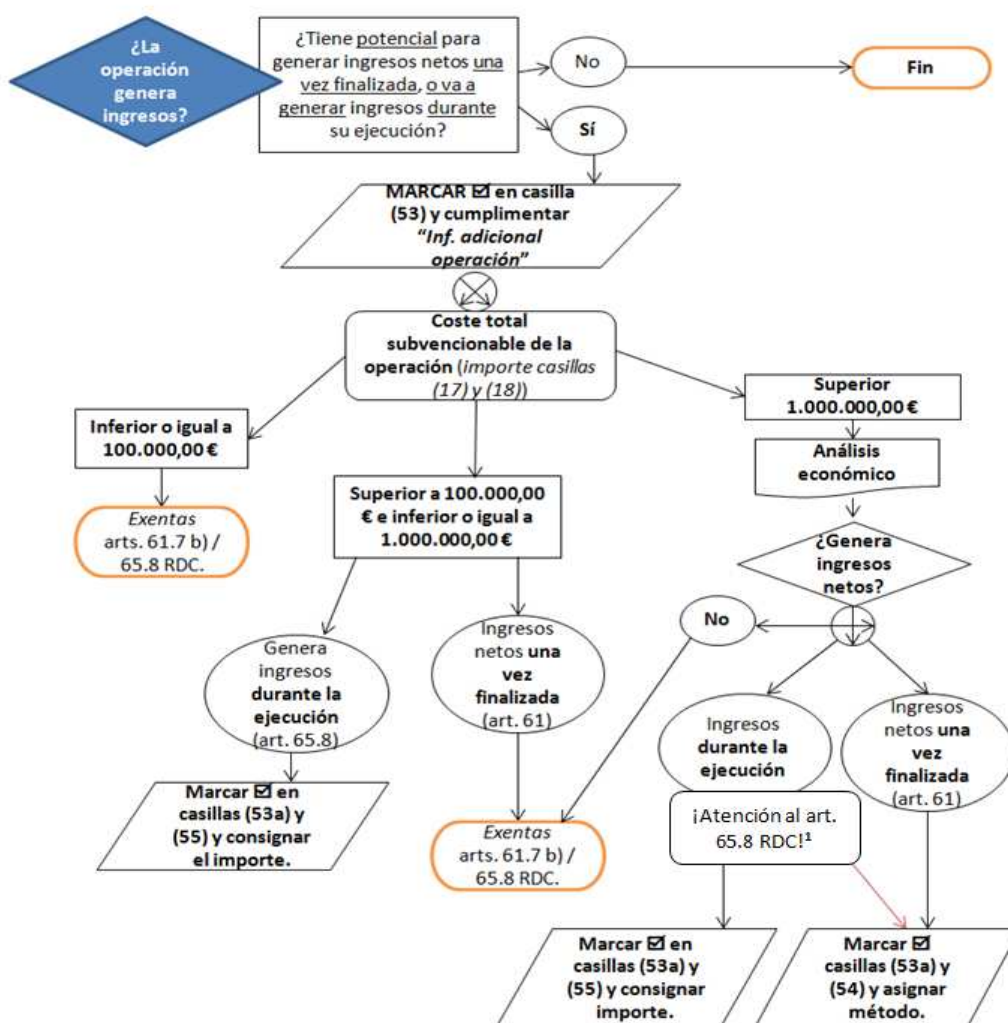 ¿La
operación
genera
ingresos?
¿Tiene potencial para
generar ingresos netos una
vez finalizada, o va a
generar ingresos durante
su ejecución?
No
Fin
Sí
MARCAR ☑ en casilla
(53) y cumplimentar
“Inf. adicional
operación”
Coste total
subvencionable de la
operación (importe casillas
(17) y (18))
Superior
1.000.000,00 €
Inferior o igual a
100.000,00 €
Análisis
económico
Superior a 100.000,00
€ e inferior o igual a
1.000.000,00 €
Exentas
arts. 61.7 b) /
65.8 RDC.
¿Genera
ingresos
netos?
No
Genera
ingresos
durante la
ejecución
(art. 65.8)
Ingresos
netos una
vez
finalizada
(art. 61)
Ingresos
durante la
ejecución
Ingresos
netos una
vez
finalizada
(art. 61)
Marcar ☑ en
casillas (53a) y
(55) y consignar
el importe.
Exentas
arts. 61.7 b) /
65.8 RDC.
¡Atención al art.
65.8 RDC!¹
Marcar ☑ en
casillas (53a) y
(55) y consignar
importe.
Marcar ☑
casillas (53a) y
(54) y asignar
método.